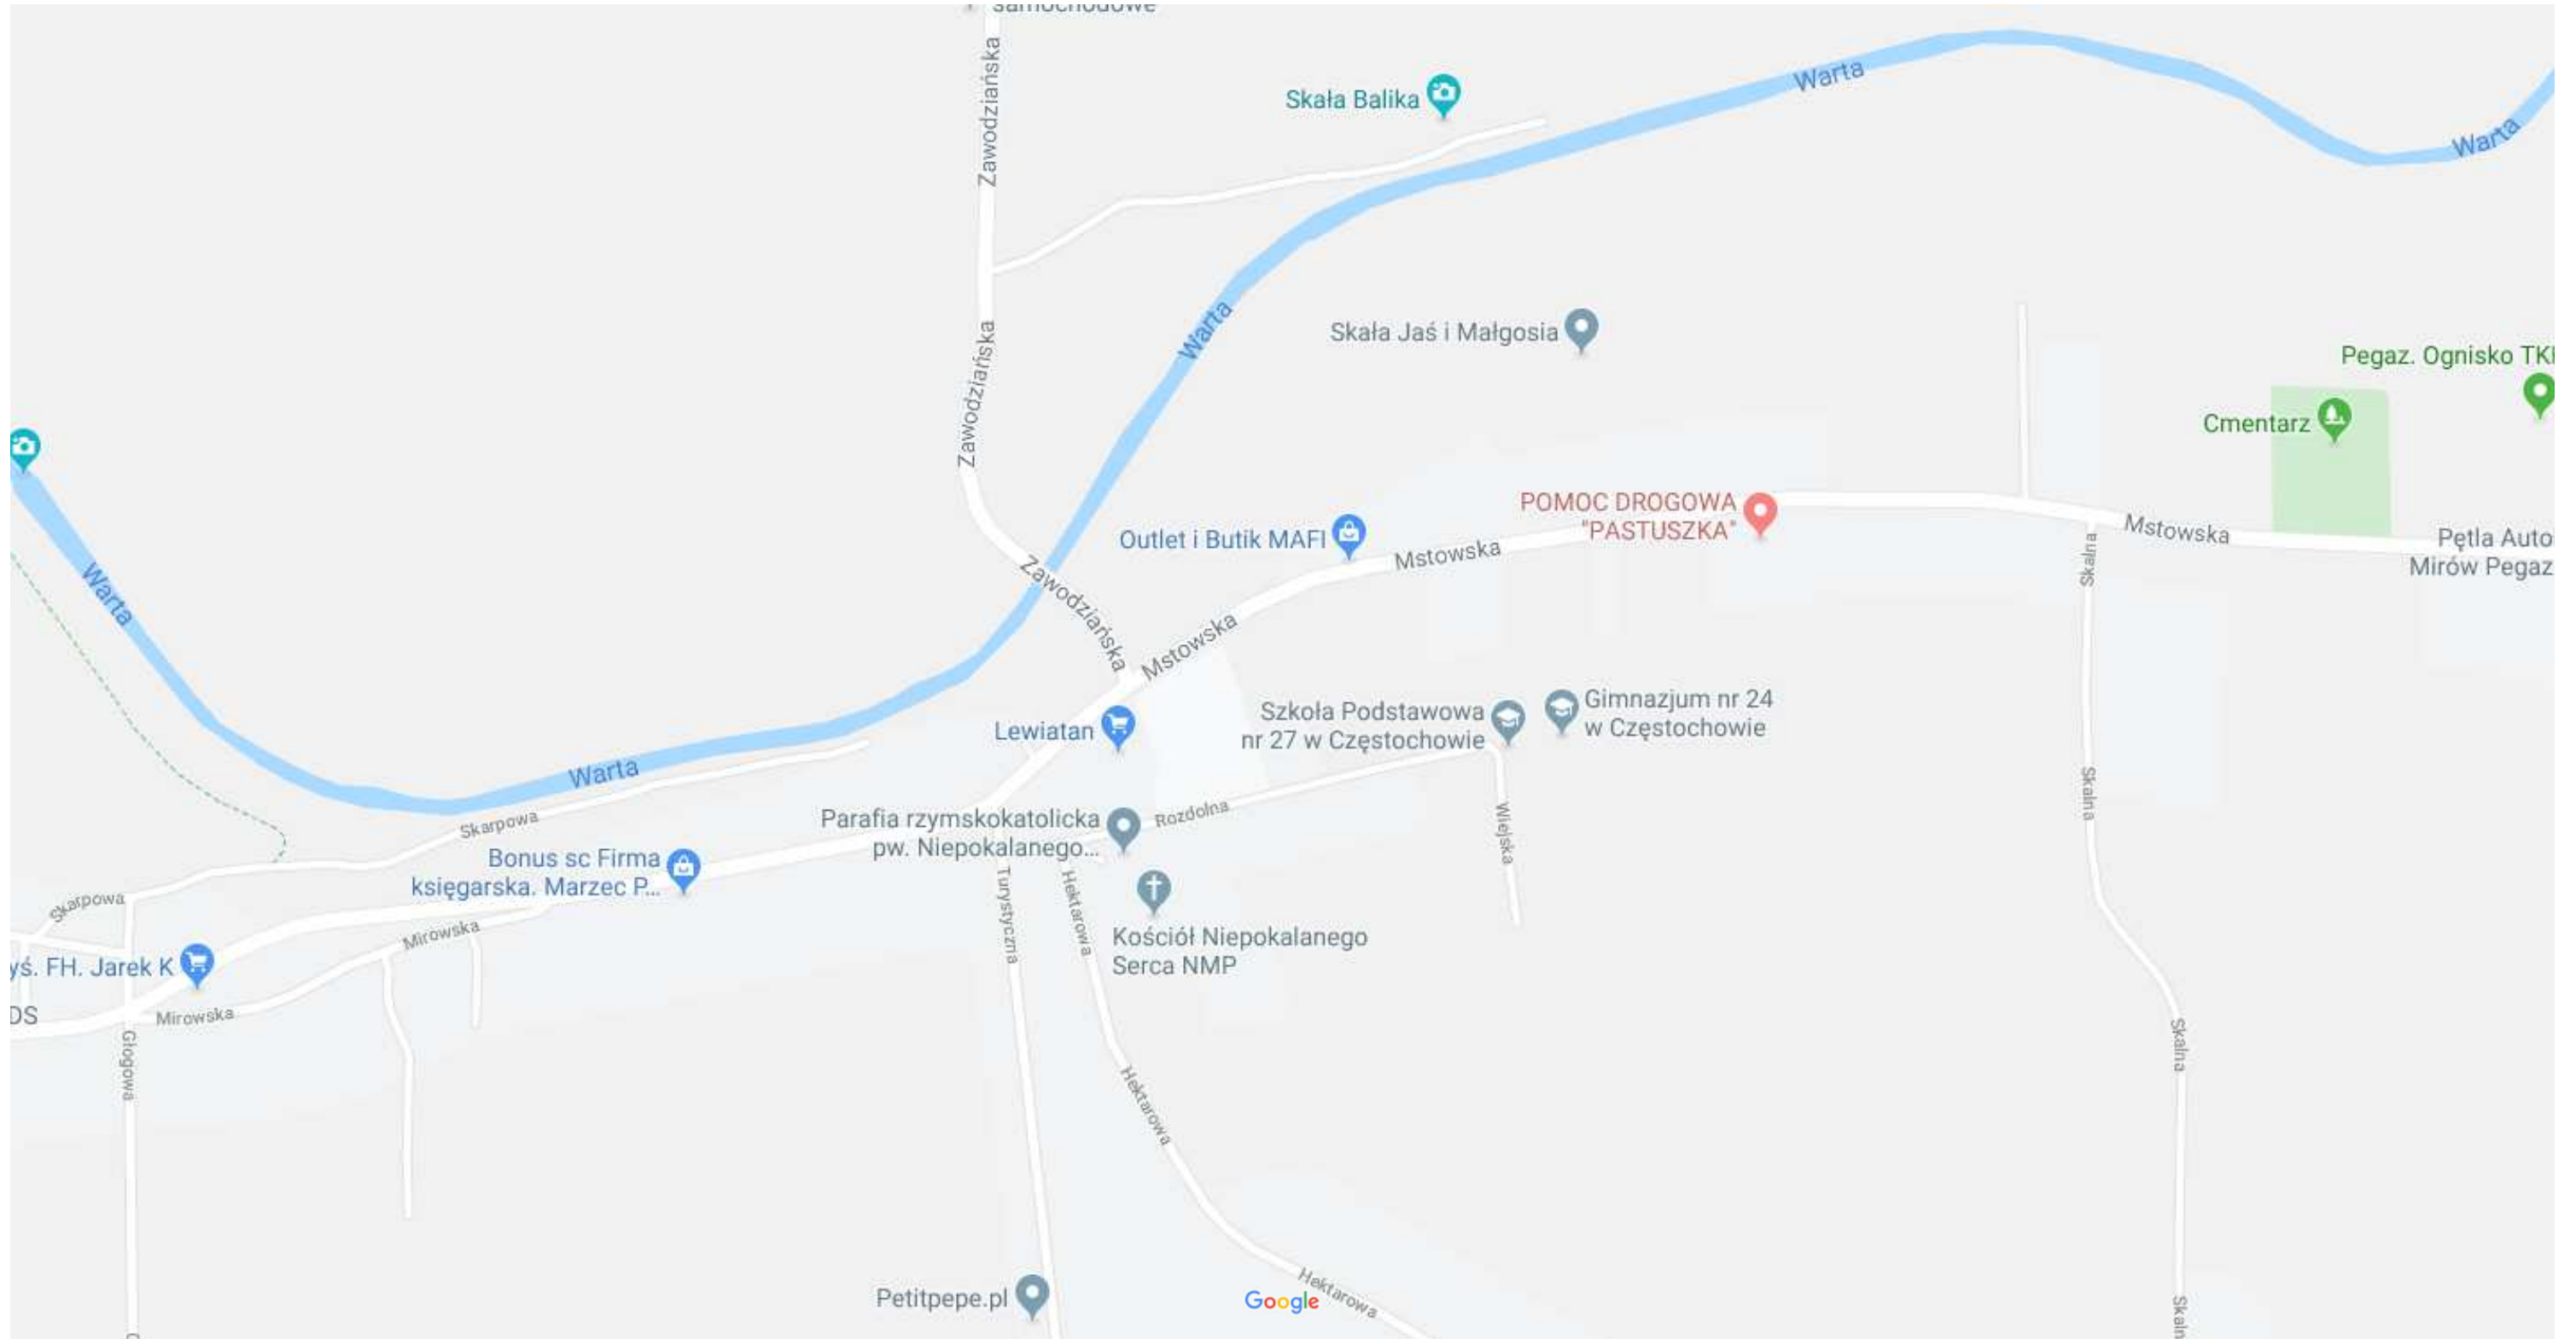 samochodowe
Zawodziańska
Warta
Skała Balika
Warta
Zawodziańska
Warta
Skała Jaś i Małgosia
Pegaz. Ognisko
Cmentarz
POMOC DROGOWA
"PASTUSZKA"
Outlet i Butik MAFI
Mstowska
Mstowska
Skalna
Pętla
Mirów Pegaz
Warta
Zawodziańska
Mstowska
Lewiatan
Szkoła Podstawowa
nr 27 w Częstochowie
Gimnazjum nr 24
w Częstochowie
Warta
Skalna
Skarpowa
Parafia rzymskokatolicka
pw. Niepokalanego...
Rozdolna
Wiejska
Bonus sc Firma
księgarska. Marzec P...
Skarpowa
Mirowska
Turystyczna
Hektarowa
Kościół Niepokalanego
Serca NMP
FH. Jarek K
Mirowska
Głogowa
Skalna
Hektarowa
Petitpepe.pl
Google
Hektarowa